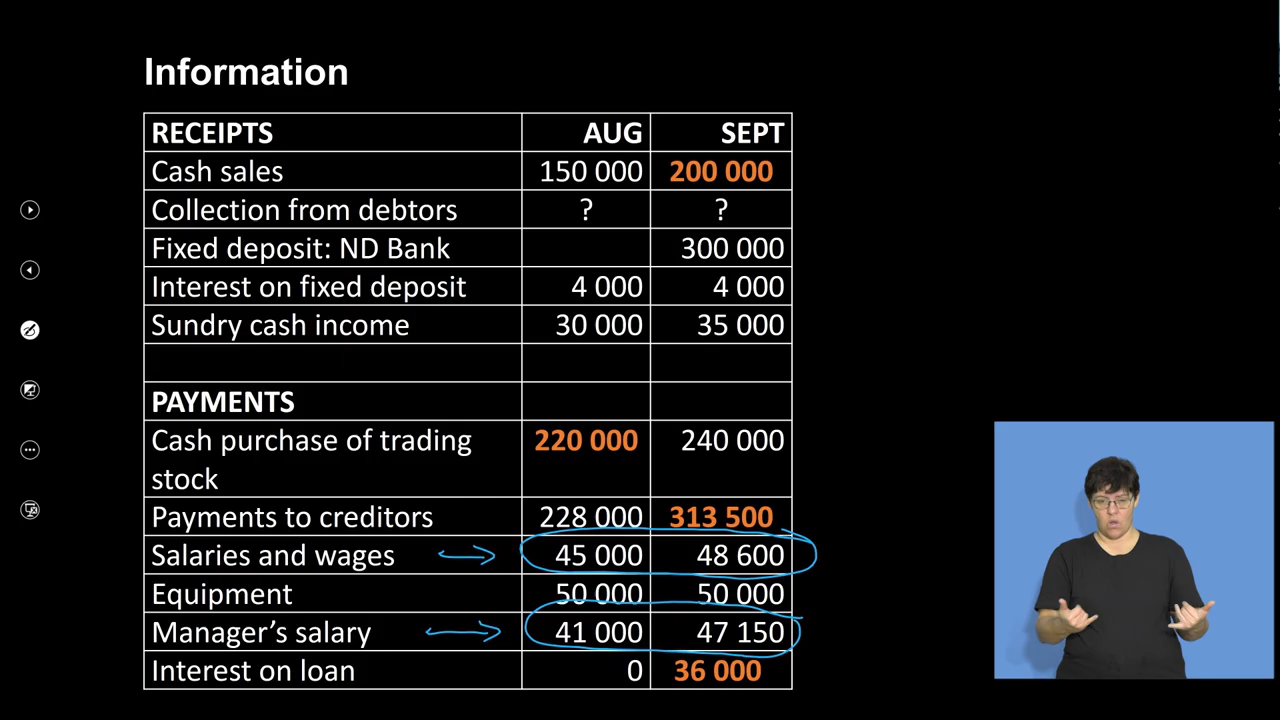 Information
RECEIPTS AUG SEPT
Cash sales 150 000 200 000
Collection from debtors ? ?
Fixed deposit: ND Bank 300 000
Interest on fixed deposit 4 000 4 000
Sundry cash income 30 000 35 000
PAYMENTS
Cash purchase of trading 220 000 240 000
stock
Payments to creditors 228 000 313 500
Salaries and wages 45 000 48 600
Equipment 50 000 50 000
Manager’s salary 41 000 47 150
Interest on loan 0 36 000